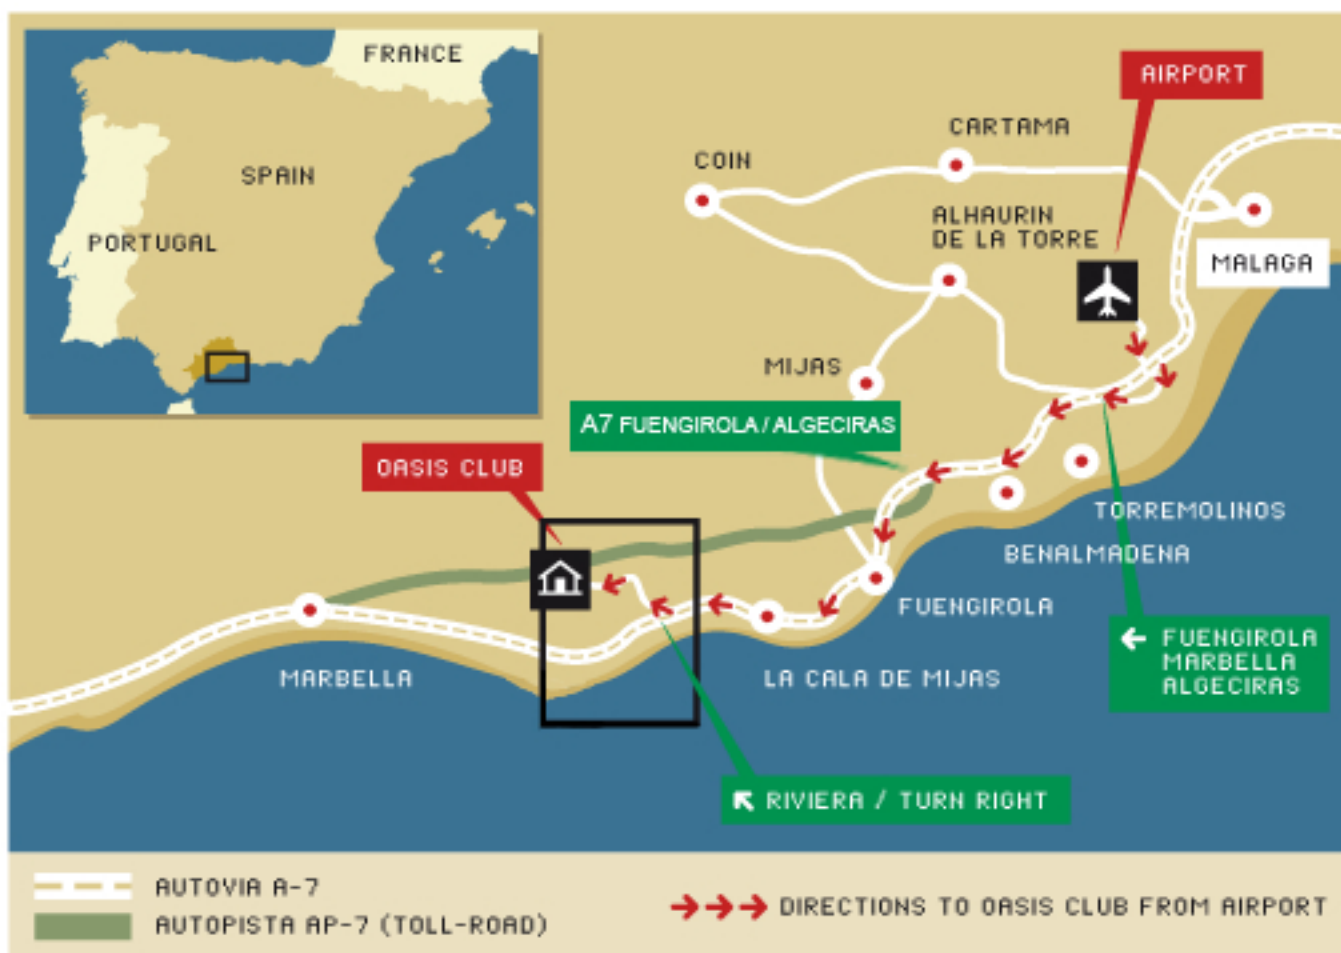 FRANCE
SPAIN
PORTUGAL
AIRPORT
CARTAMA
COIN
ALHAURIN
DE LA TORRE
MALAGA
MIJAS
A7 FUENGIROLA / ALGECIRAS
OASIS CLUB
TORREMOLINOS
BENALMADENA
FUENGIROLA
FUENGIROLA
MARBELLA
ALGECIRAS
MARBELLA
LA CALA DE MIJAS
RIVIERA / TURN RIGHT
AUTOVIA A-7
AUTOPISTA AP-7 (TOLL-ROAD)
DIRECTIONS TO OASIS CLUB FROM AIRPORT